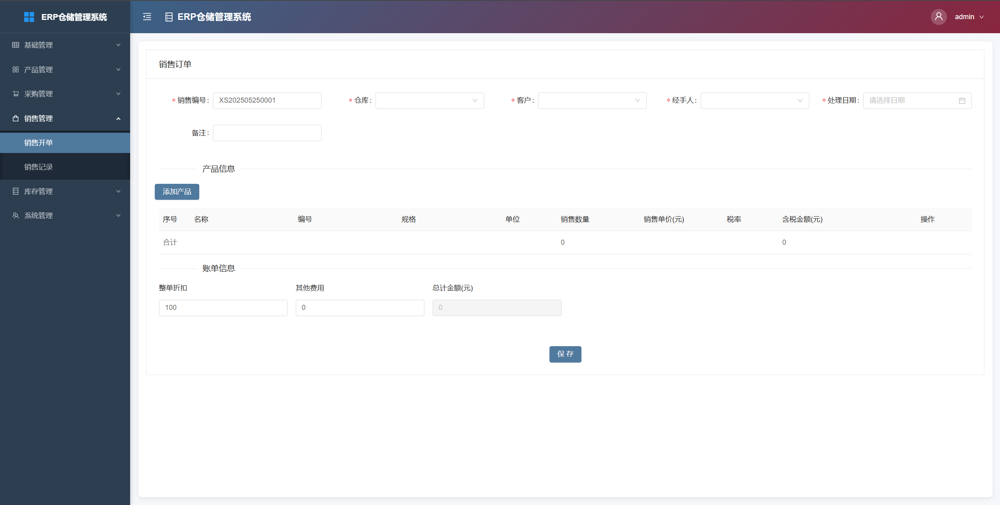 ERP仓储管理系统
ERP仓储管理系统
admin
基础管理
产品管理
采购管理
销售管理
销售开单
销售记录
库存管理
系统管理
销售订单
* 销售编号: XS202505250001
* 仓库:
* 客户:
* 经手人:
* 处理日期: 请选择日期
备注:
产品信息
添加产品
序号 名称 编号 规格 单位 销售数量 销售单价(元) 税率 含税金额(元) 操作
合计 0 0
账单信息
整单折扣 其他费用 总计金额(元)
100 0 0
保 存